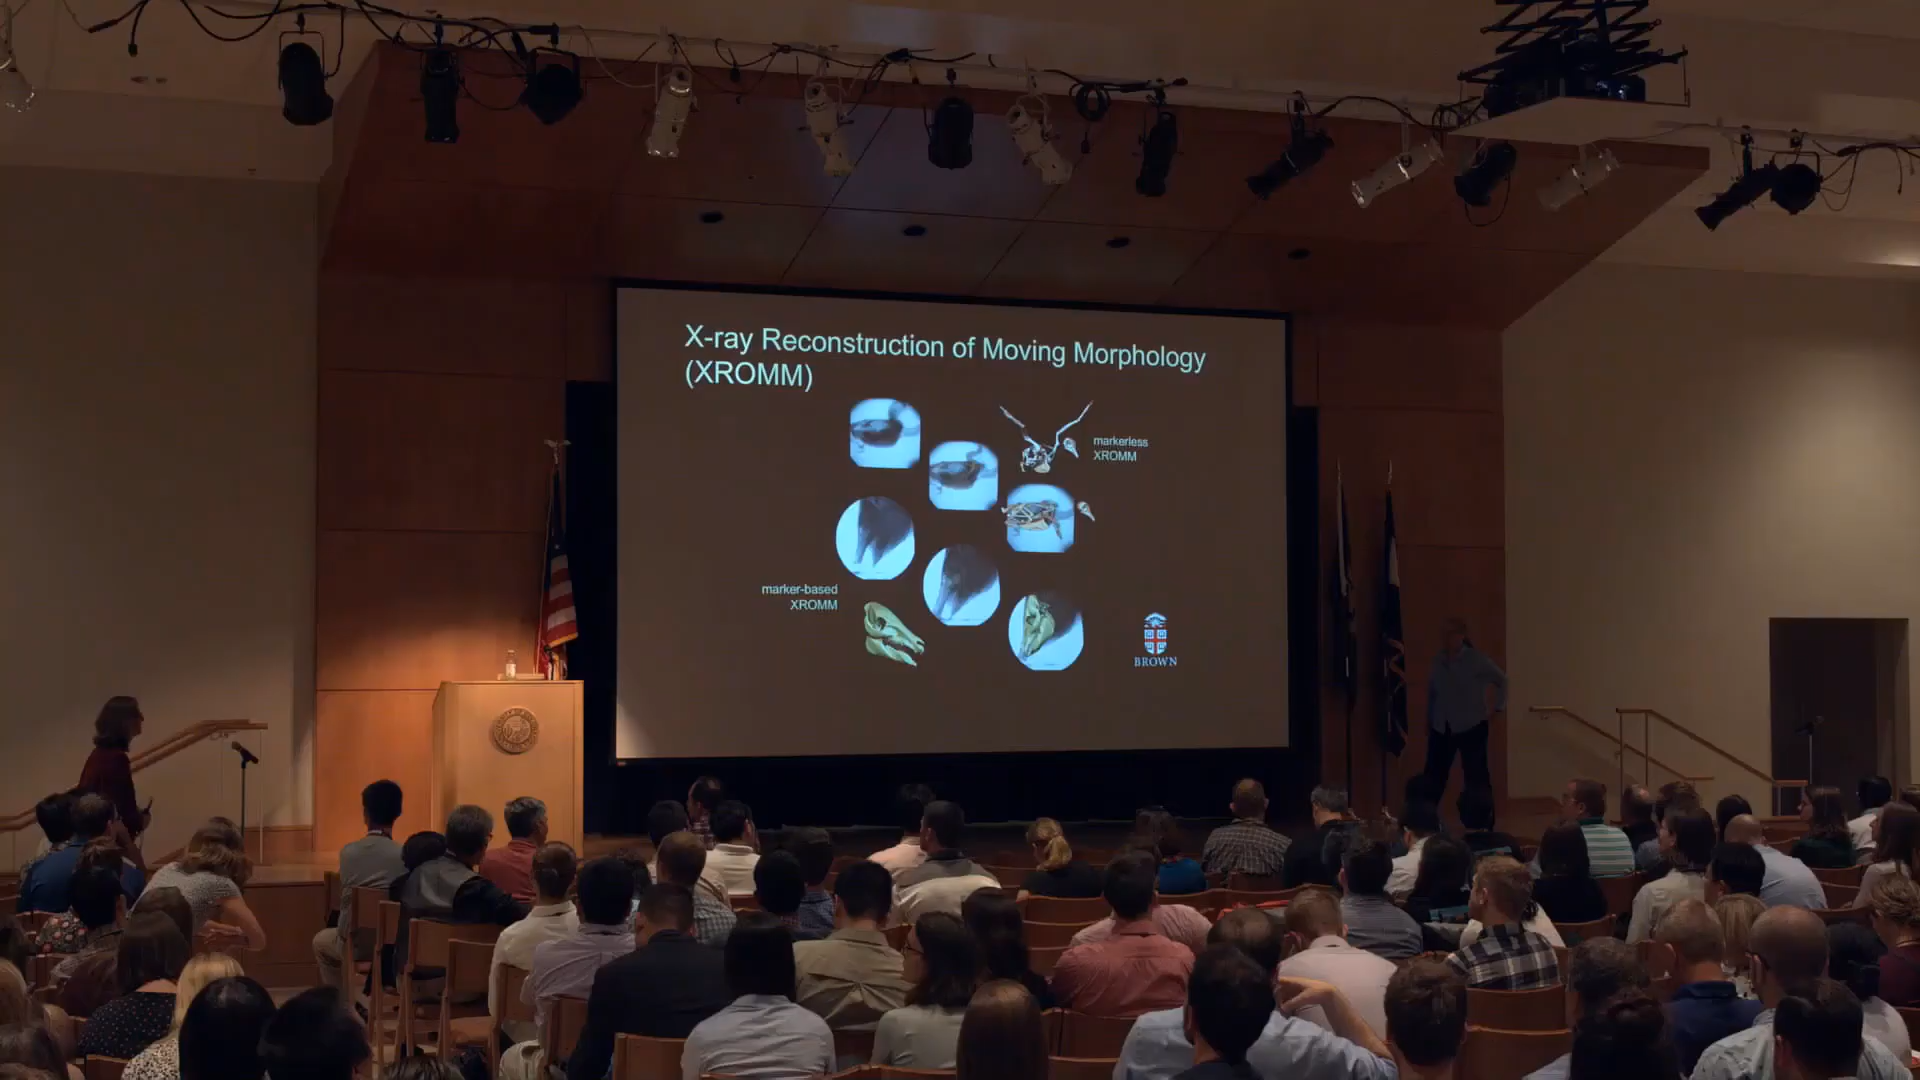 X-ray Reconstruction of Moving Morphology
(XROMM)
markerless
XROMM
marker-based
XROMM
BROWN